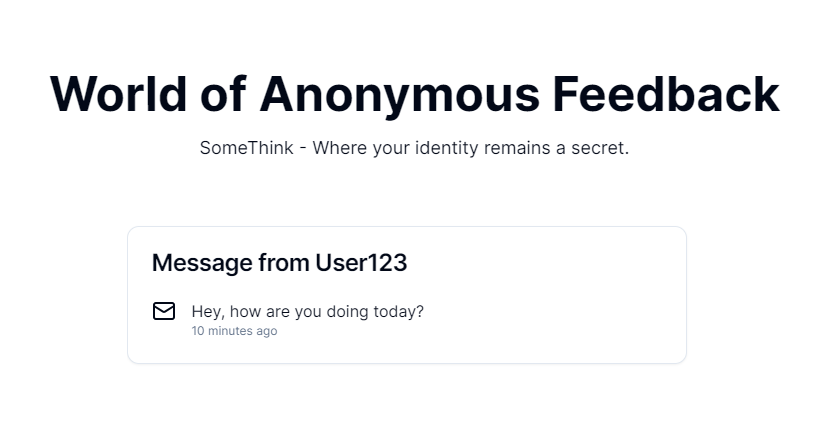 World of Anonymous Feedback
SomeThink - Where your identity remains a secret.
Message from User123
Hey, how are you doing today?
10 minutes ago